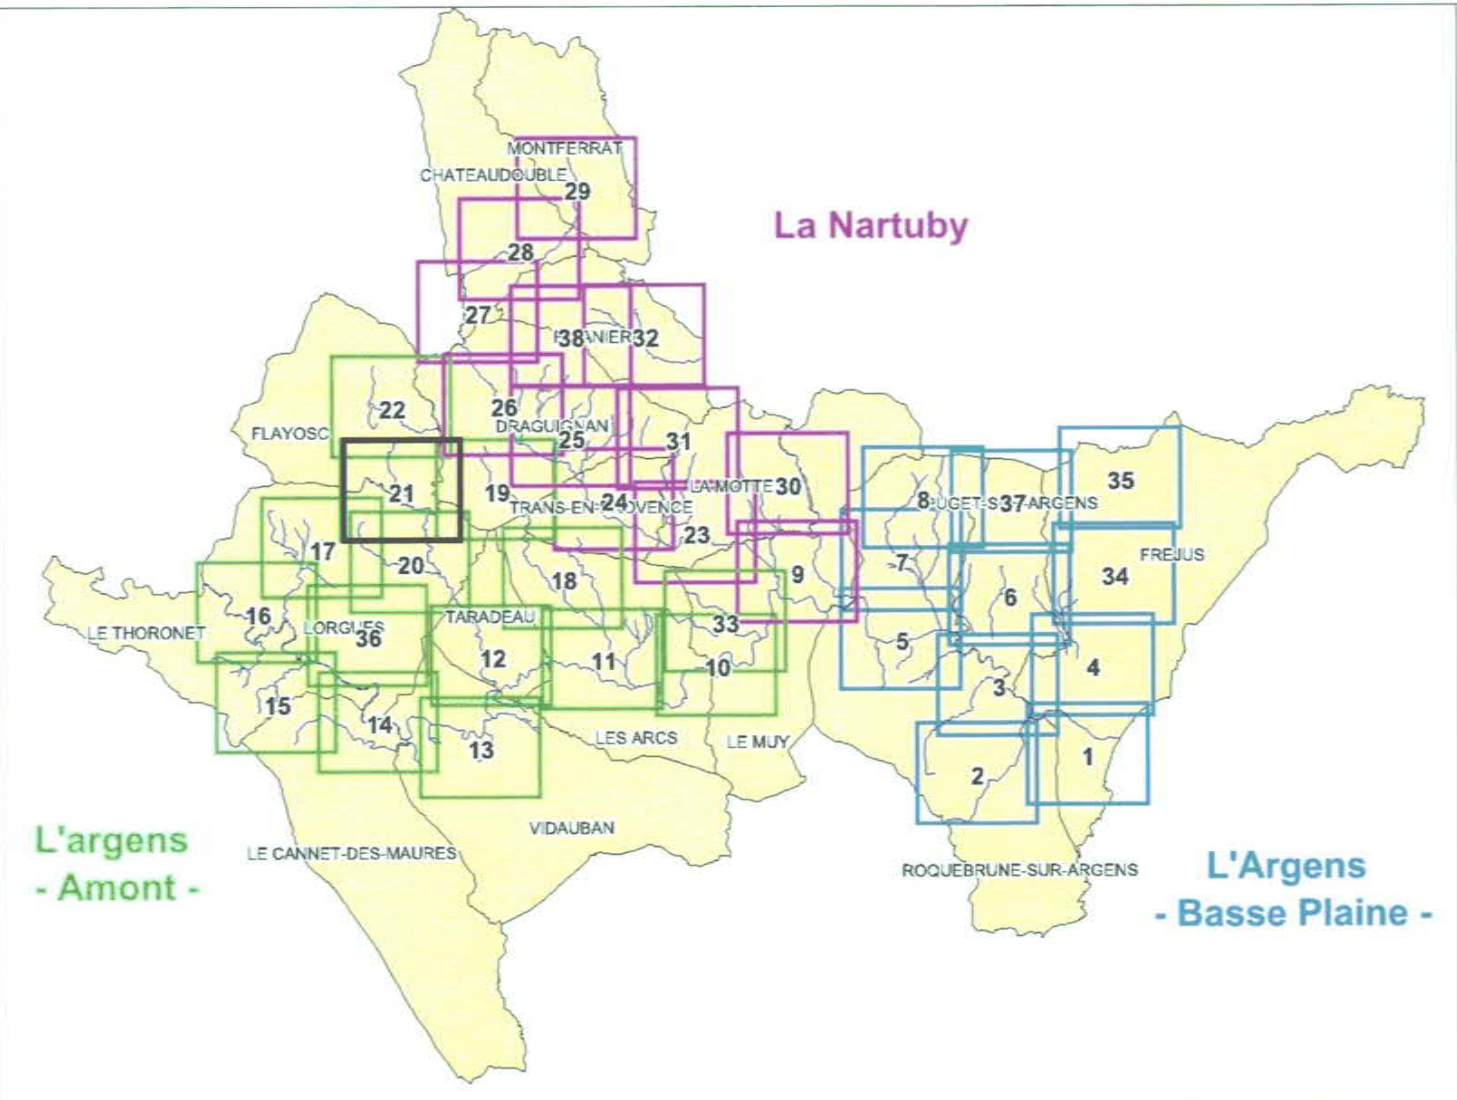 MONTFERRAT
CHATEAUDOUBLE
29
La Nartuby
28
27
38
32
22
26
FLAYOSC
DRAGUIGNAN
25
31
21
19
LA MOTTE
30
TRANS-EN-PROVENCE
24
8
37
35
23
17
20
18
9
7
FREJUS
34
6
16
LE THORONET
LORGUES
36
TARADEAU
33
12
11
10
5
4
3
15
14
13
LES ARCS
LE MUY
2
1
VIDAUBAN
L'argens
- Amont -
LE CANNET-DES-MAURES
ROQUEBRUNE-SUR-ARGENS
L'Argens
- Basse Plaine -